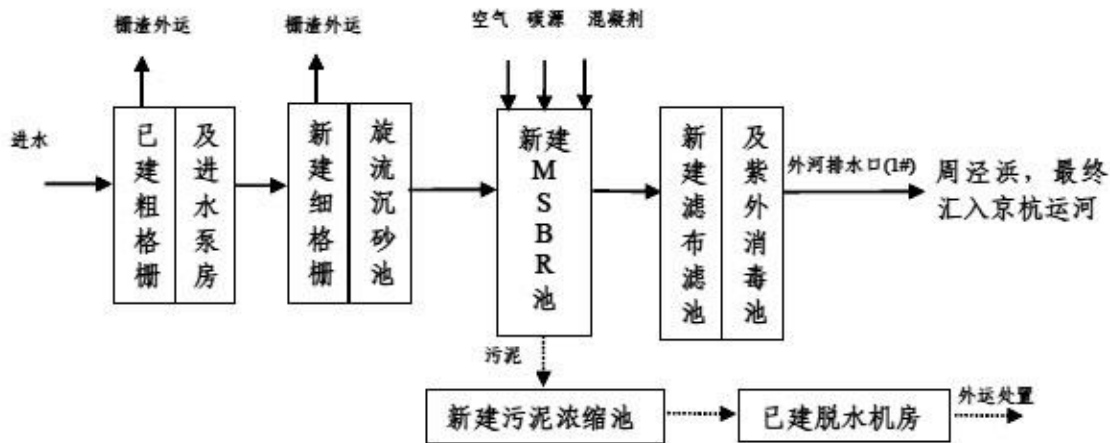 栅渣外运
栅渣外运
空气 碳源 混凝剂
进水
已建粗格栅
及进水泵房
新建细格栅
旋流沉砂池
新建
MSBR池
新建滤布滤池
及紫外消毒池
外河排水口(1#)
周泾浜，最终
汇入京杭运河
污泥
新建污泥浓缩池
已建脱水机房
外运处置